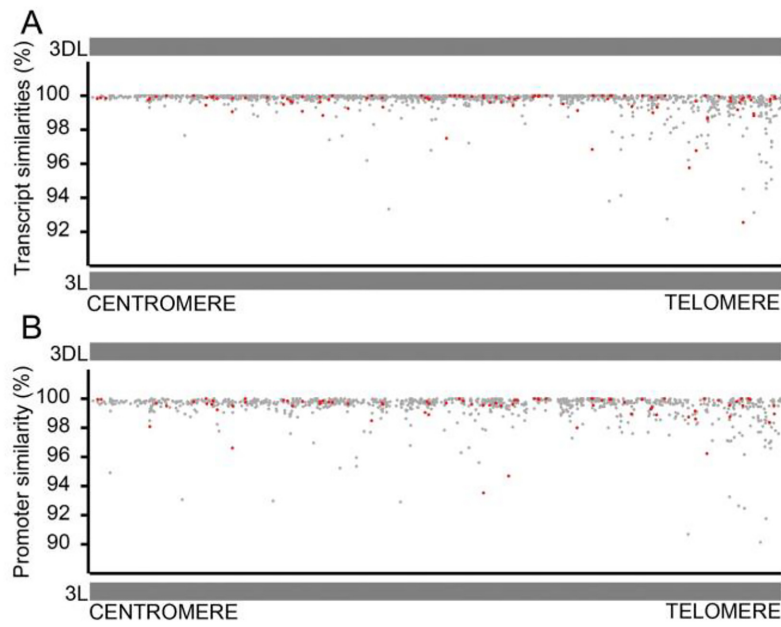 A
3DL
Transcript similarities (%)
100
98
96
94
92
3L
CENTROMERE TELOMERE
B
3DL
Promoter similarity (%)
100
98
96
94
92
90
3L
CENTROMERE TELOMERE